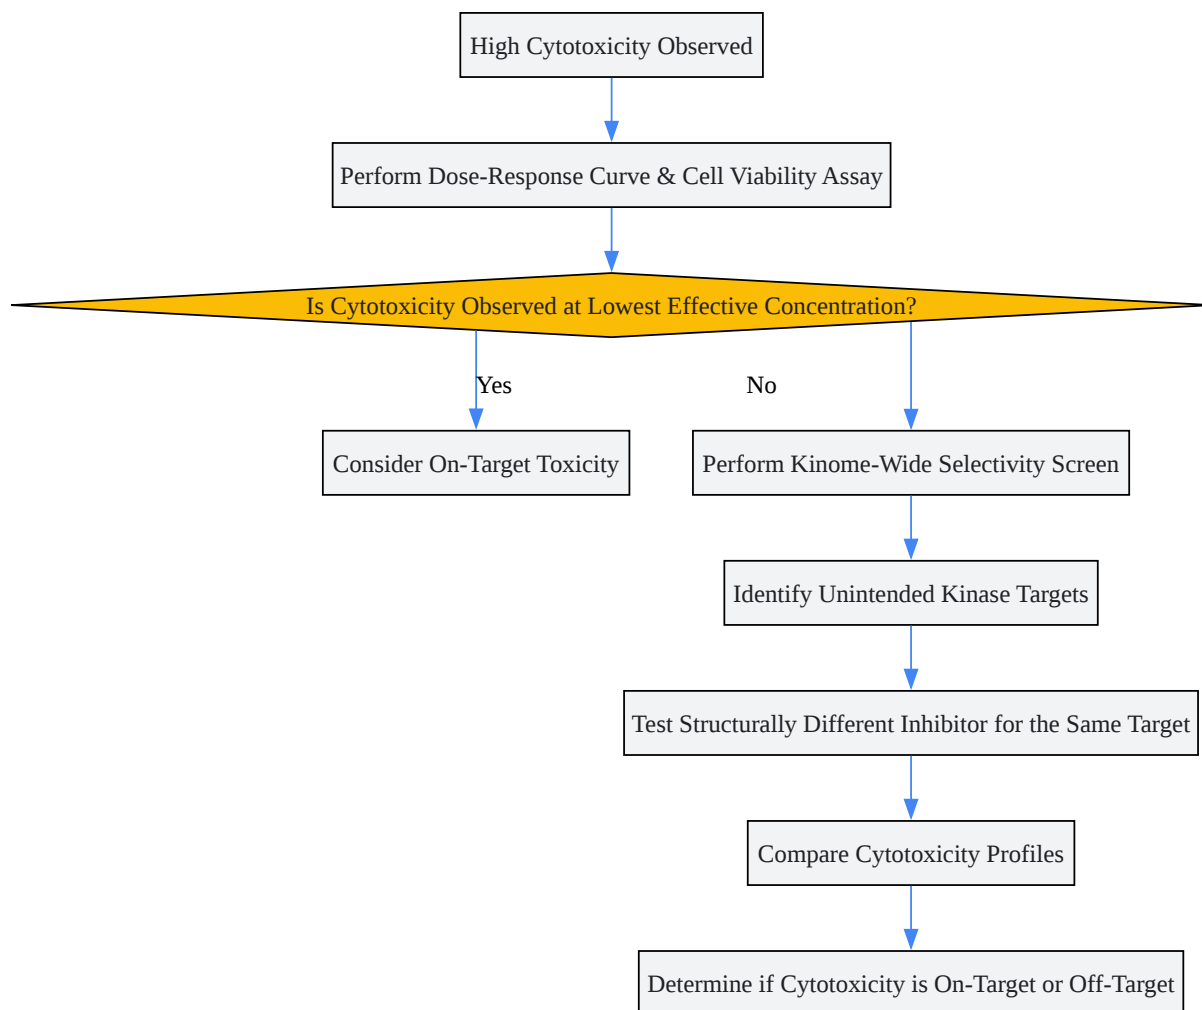 High Cytotoxicity Observed
Perform Dose-Response Curve & Cell Viability Assay
Is Cytotoxicity Observed at Lowest Effective Concentration?
Yes
No
Consider On-Target Toxicity
Perform Kinome-Wide Selectivity Screen
Identify Unintended Kinase Targets
Test Structurally Different Inhibitor for the Same Target
Compare Cytotoxicity Profiles
Determine if Cytotoxicity is On-Target or Off-Target